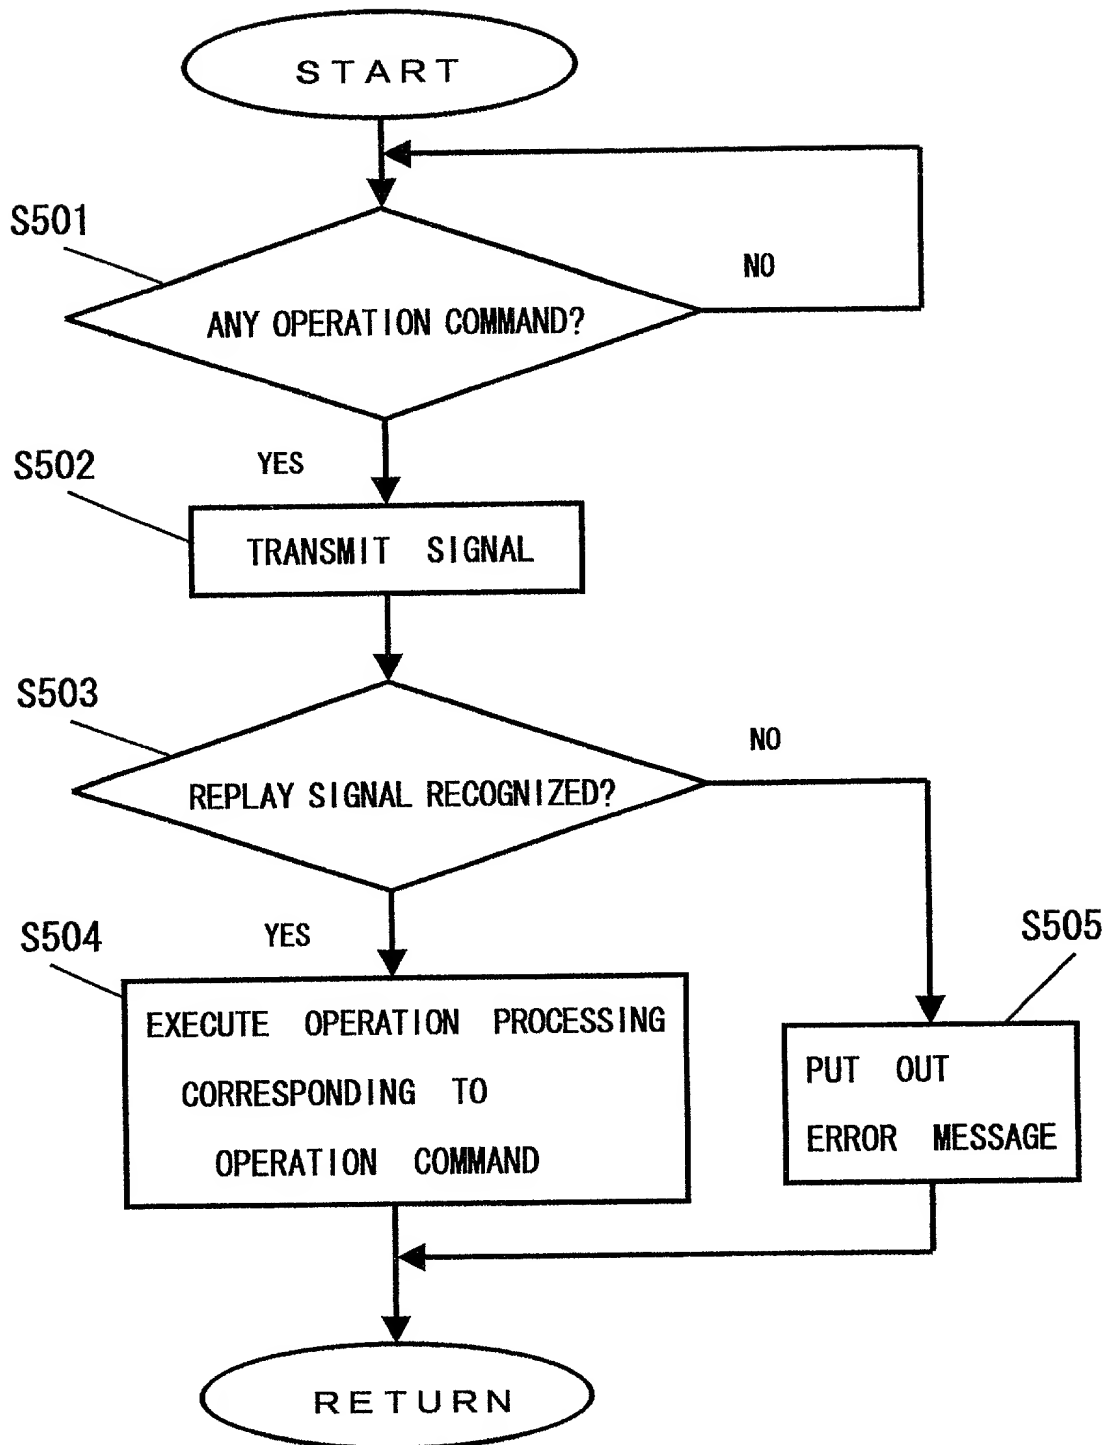 START
S501
NO
ANY OPERATION COMMAND?
YES
S502
TRANSMIT SIGNAL
S503
NO
REPLAY SIGNAL RECOGNIZED?
YES
S504
S505
EXECUTE OPERATION PROCESSING
CORRESPONDING TO
OPERATION COMMAND
PUT OUT
ERROR MESSAGE
RETURN